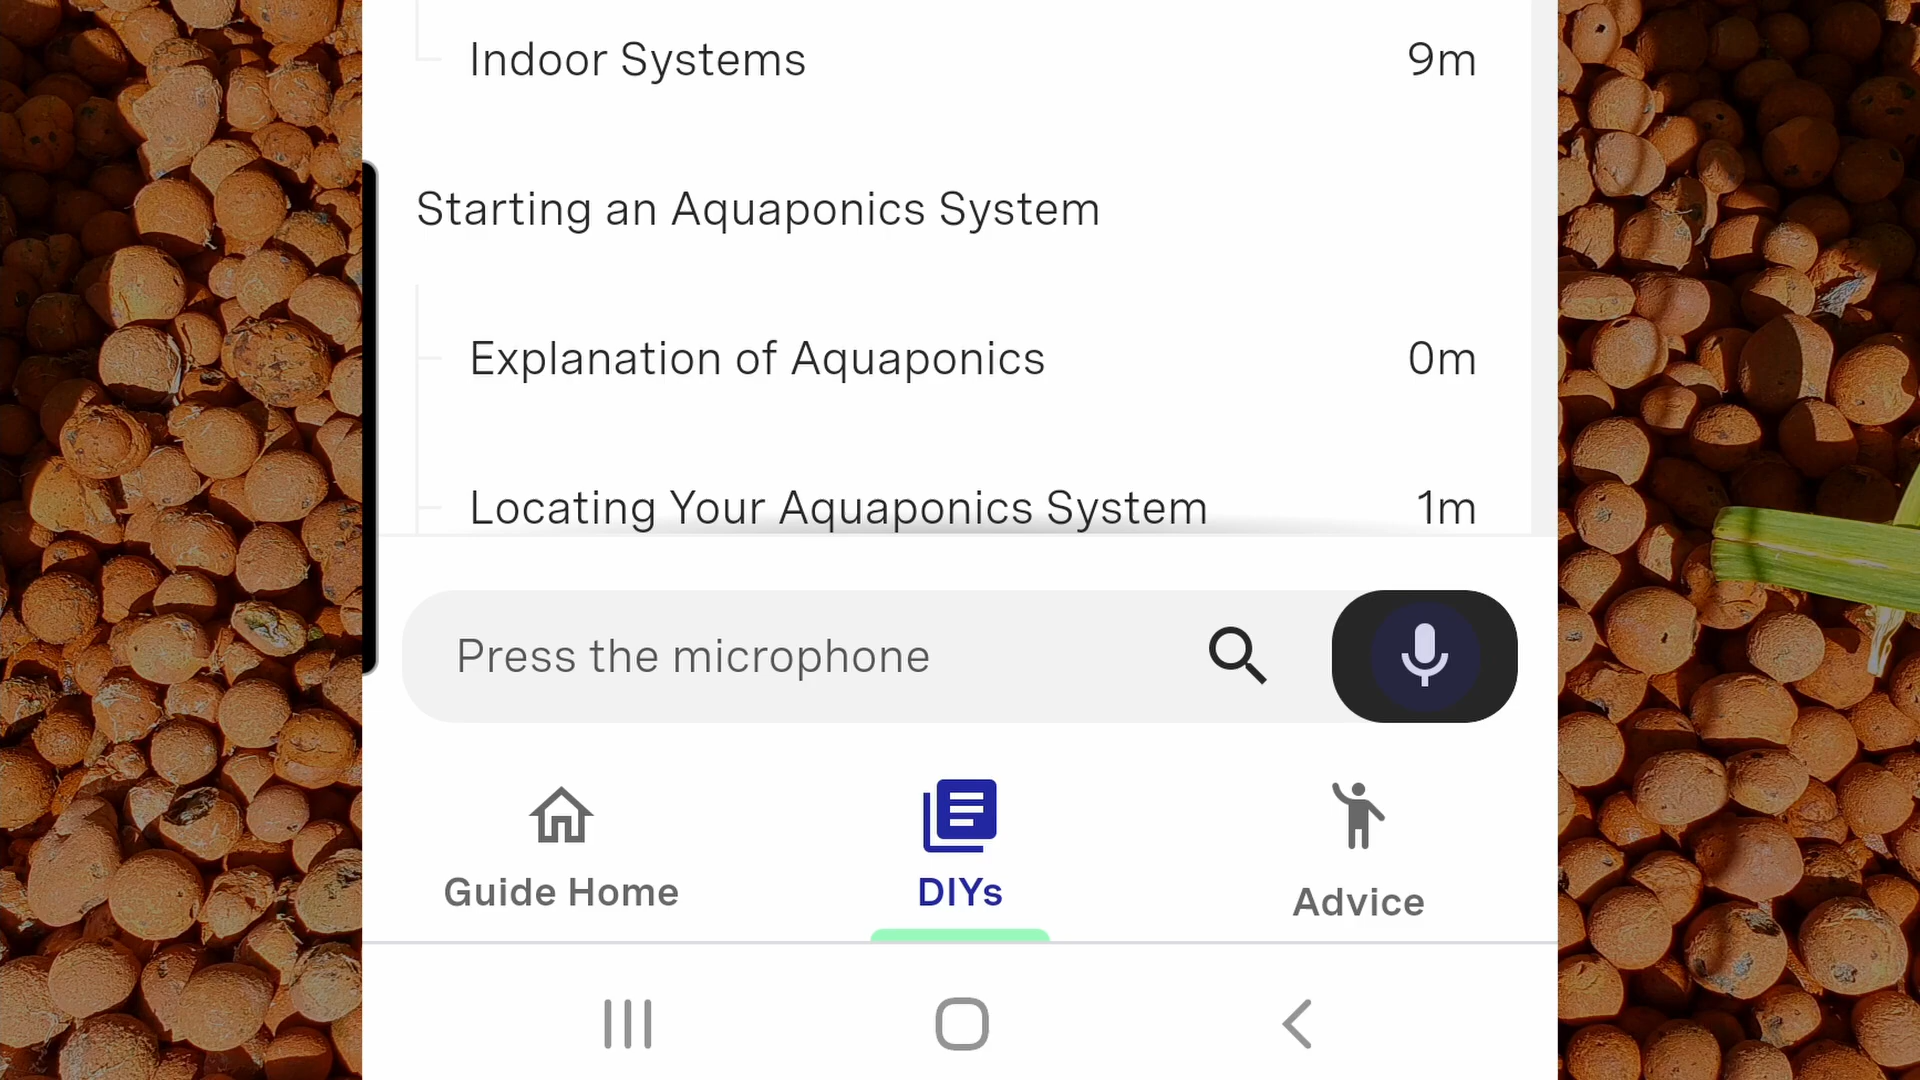 Indoor Systems 9m
Starting an Aquaponics System
Explanation of Aquaponics 0m
Locating Your Aquaponics System 1m
Press the microphone
Guide Home DIYs Advice